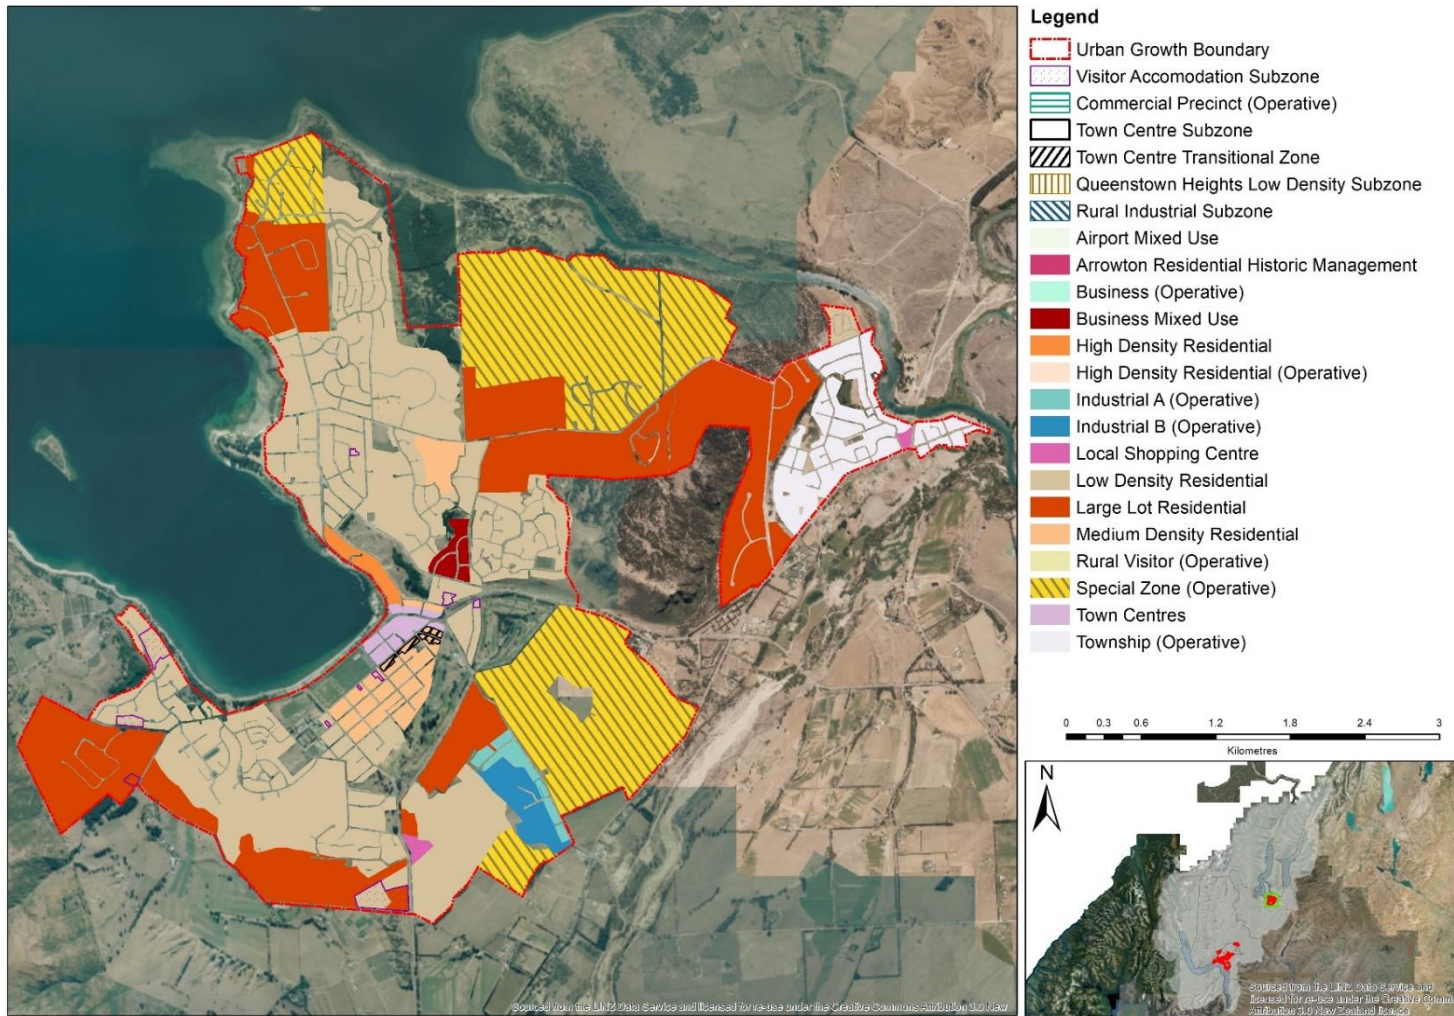 Legend
Urban Growth Boundary
Visitor Accomodation Subzone
Commercial Precinct (Operative)
Town Centre Subzone
Town Centre Transitional Zone
Queenstown Heights Low Density Subzone
Rural Industrial Subzone
Airport Mixed Use
Arrowton Residential Historic Management
Business (Operative)
Business Mixed Use
High Density Residential
High Density Residential (Operative)
Industrial A (Operative)
Industrial B (Operative)
Local Shopping Centre
Low Density Residential
Large Lot Residential
Medium Density Residential
Rural Visitor (Operative)
Special Zone (Operative)
Town Centres
Township (Operative)
0 0.3 0.6 1.2 1.8 2.4 3
Kilometres
N
Sourced from the LINZ Data Service and licensed for re-use under the Creative Commons Attribution 3.0 New
Sourced from the LINZ Data Service and
licensed for re-use under the Creative Comm
Attribution 3.0 New Zealand licence